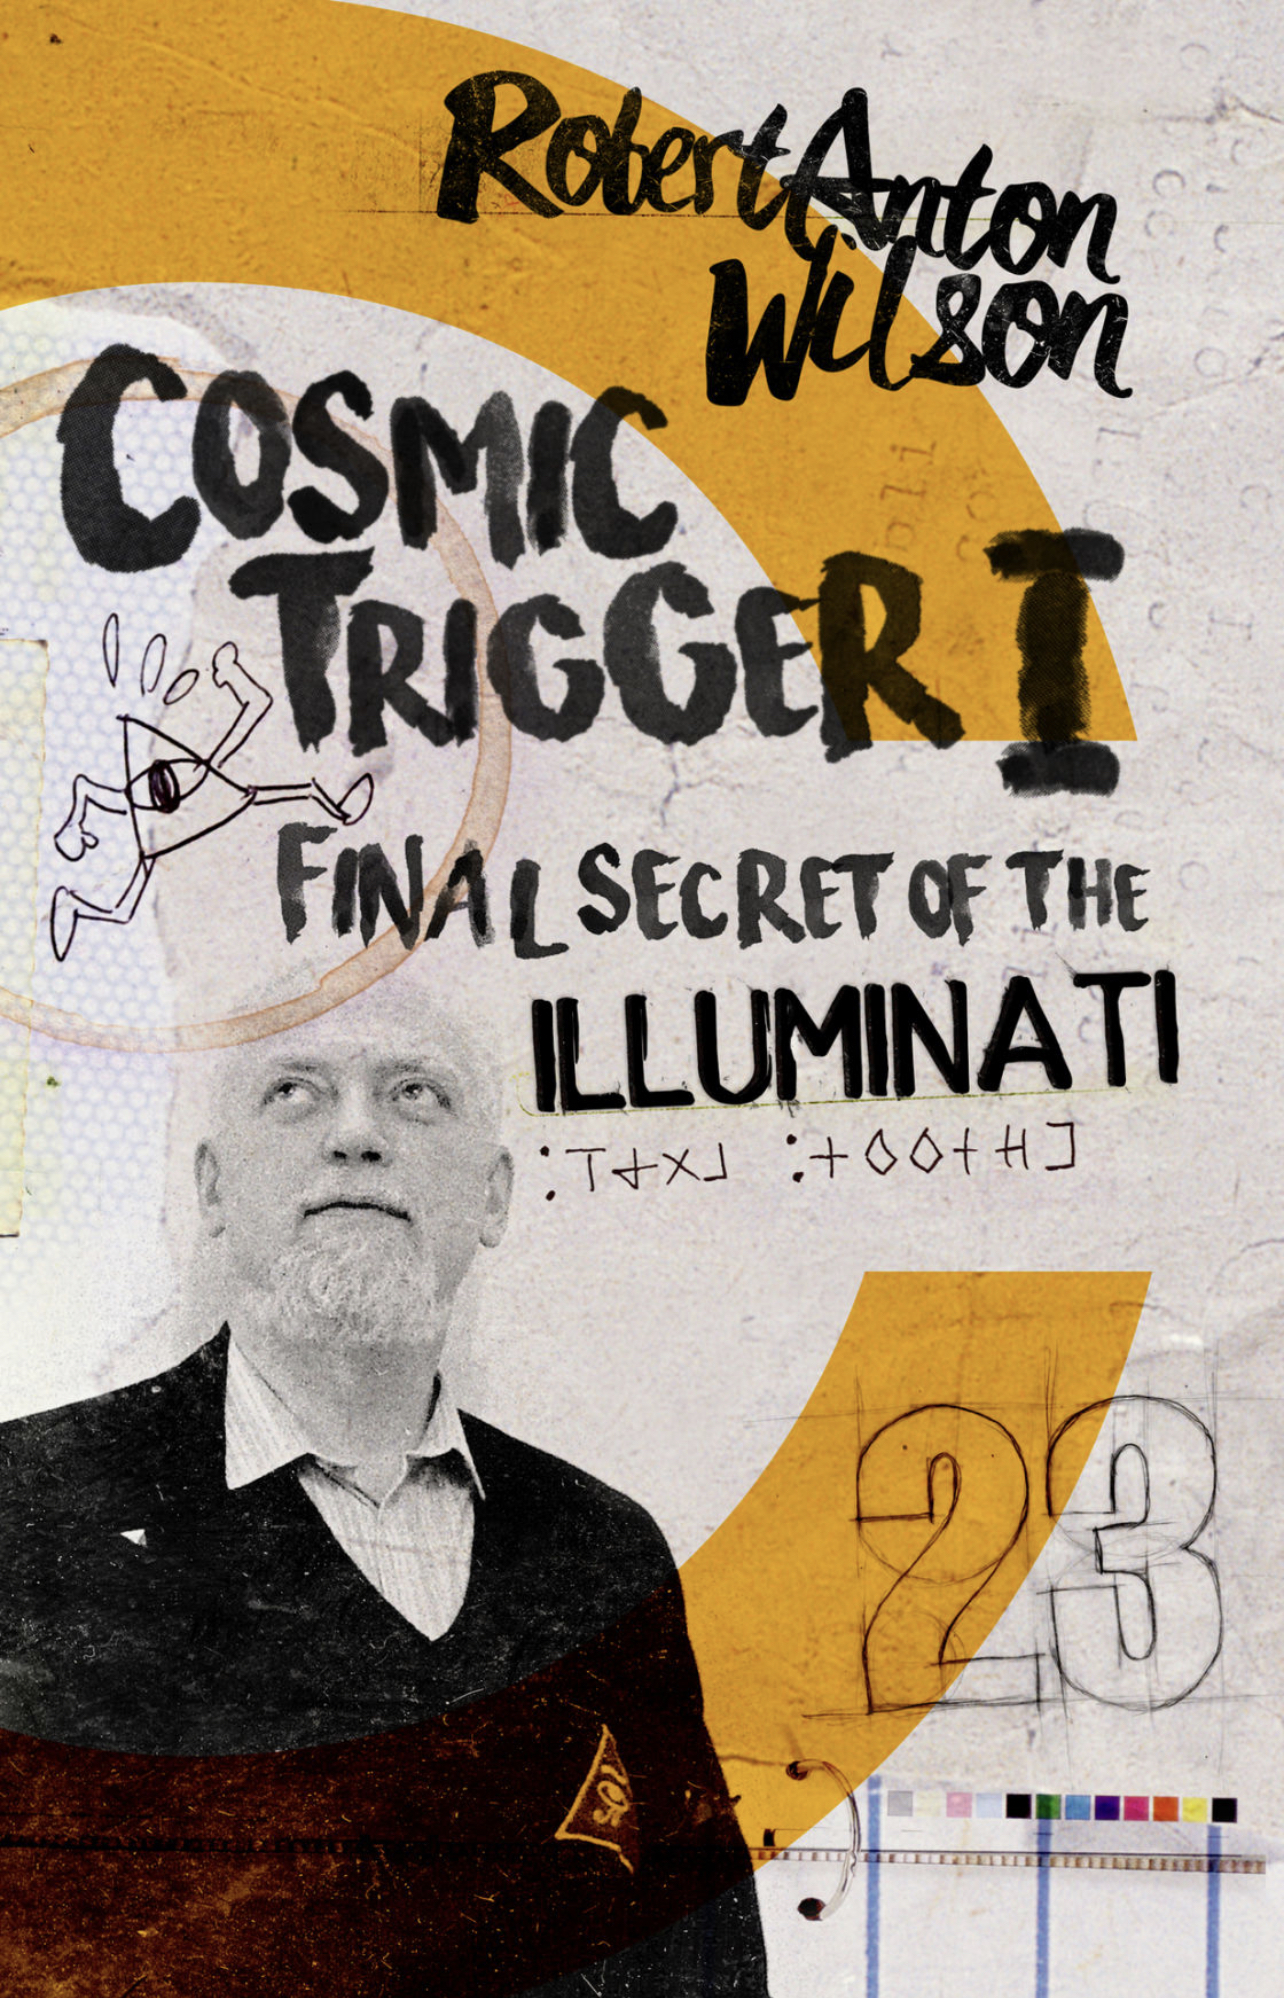 Robert Anton
Wilson
COSMIC
TRIGGER I
FINAL SECRET OF THE
ILLUMINATI
23